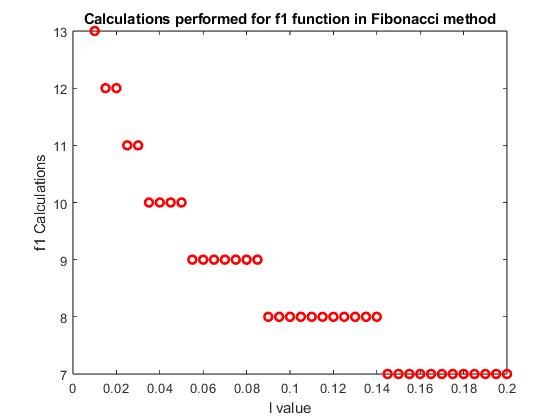 Calculations performed for f1 function in Fibonacci method
13
12
11
10
9
8
7
f1 Calculations
0 0.02 0.04 0.06 0.08 0.1 0.12 0.14 0.16 0.18 0.2
l value